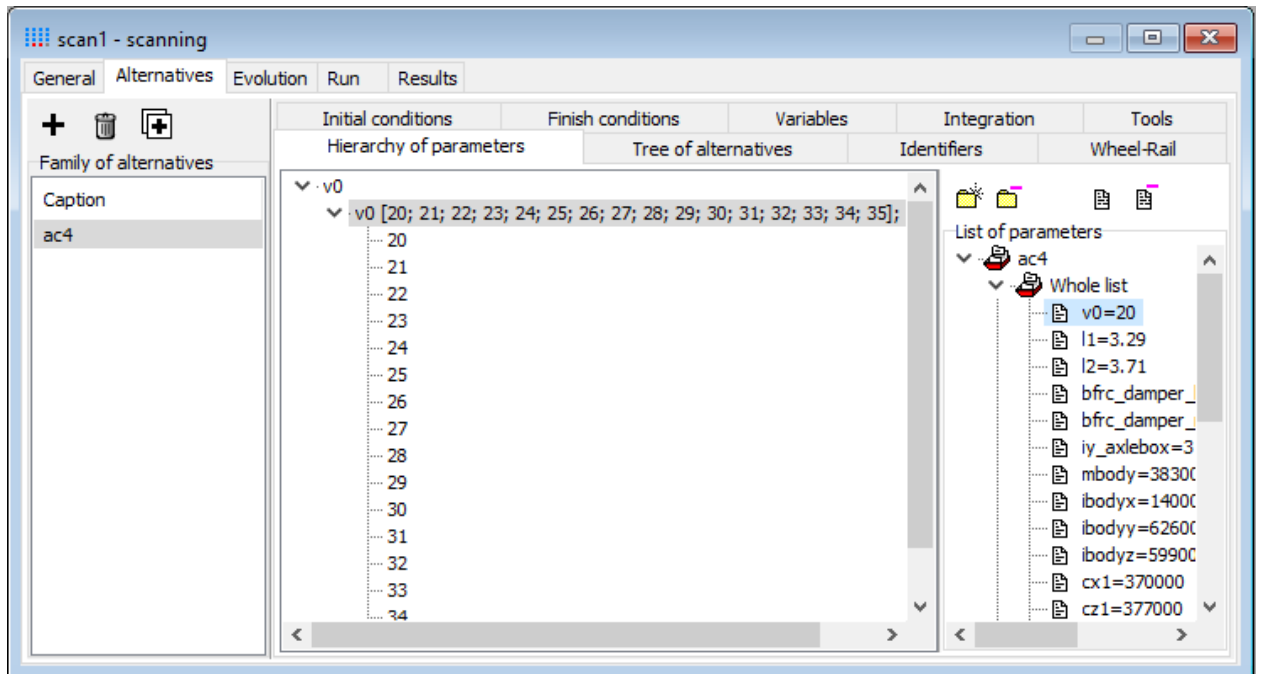 scan1 - scanning
General Alternatives Evolution Run Results
Family of alternatives
Caption
ac4
Initial conditions Finish conditions Variables Integration Tools
Hierarchy of parameters Tree of alternatives Identifiers Wheel-Rail
v0
v0 [20; 21; 22; 23; 24; 25; 26; 27; 28; 29; 30; 31; 32; 33; 34; 35];
20
21
22
23
24
25
26
27
28
29
30
31
32
33
34
List of parameters
ac4
Whole list
v0=20
l1=3.29
l2=3.71
bfrc_damper_
bfrc_damper_
iy_axlebox=3
mbody=38300
ibodyx=14000
ibodyy=62600
ibodyz=59900
cx1=370000
cz1=377000